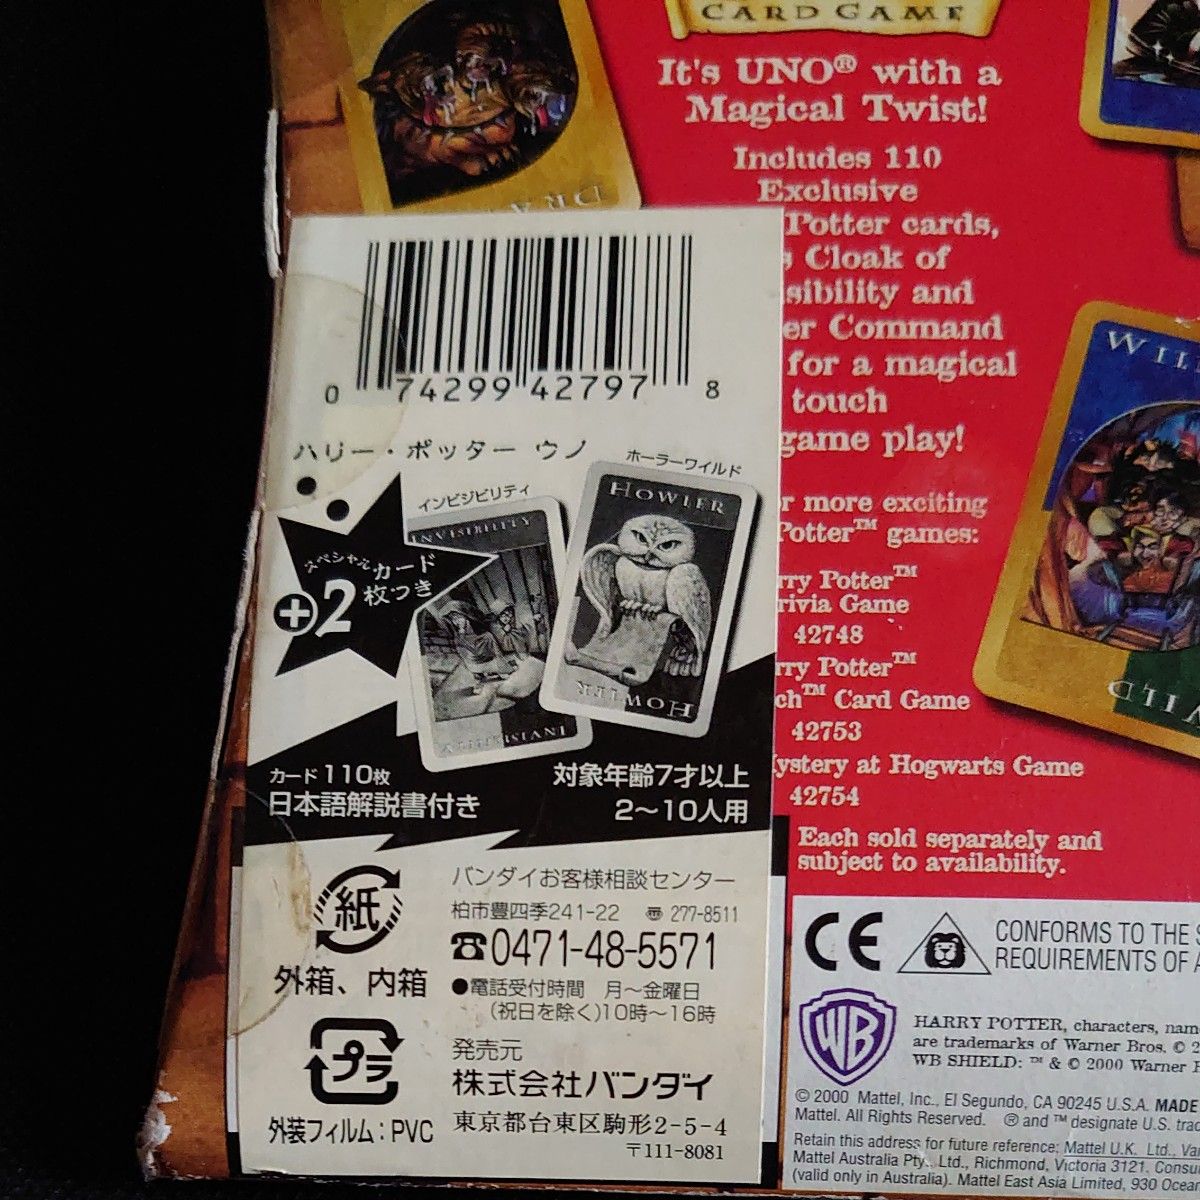 CARD GAME
It's UNO® with a
Magical Twist!
Includes 110
Exclusive
Potter cards,
Cloak of
sibility and
er Command
for a magical
touch
game play!
r more exciting
Potter™ games:
rry Potter™
rivia Game
42748
rry Potter™
ch™ Card Game
42753
ystery at Hogwarts Game
42754
Each sold separately and
subject to availability.
WIL
WILD
0 74299 42797 8
ハリー・ポッター ウノ
ホーラーワイルド
インビジビリティ
HOWLER
HOWLER
INVISIBILITY
INVISIBILITY
スペシャルカード
+2枚つき
カード110枚
日本語解説書付き
対象年齢7才以上
2〜10人用
紙
外箱、内箱
プラ
外装フィルム:PVC
バンダイお客様相談センター
柏市豊四季241-22 〠 277-8511
☎0471-48-5571
●電話受付時間 月〜金曜日
(祝日を除く)10時〜16時
発売元
株式会社バンダイ
東京都台東区駒形2-5-4
〒111-8081
CE
CONFORMS TO THE S
REQUIREMENTS OF A
WB
HARRY POTTER, characters, nam
are trademarks of Warner Bros. © 2
WB SHIELD: ™ & © 2000 Warner
© 2000 Mattel, Inc., El Segundo, CA 90245 U.S.A. MADE
Mattel. All Rights Reserved. ® and ™ designate U.S. trad
Retain this address for future reference: Mattel U.K. Ltd., Va
Mattel Australia Pty., Ltd., Richmond, Victoria 3121. Consu
(valid only in Australia). Mattel East Asia Limited, 930 Ocean